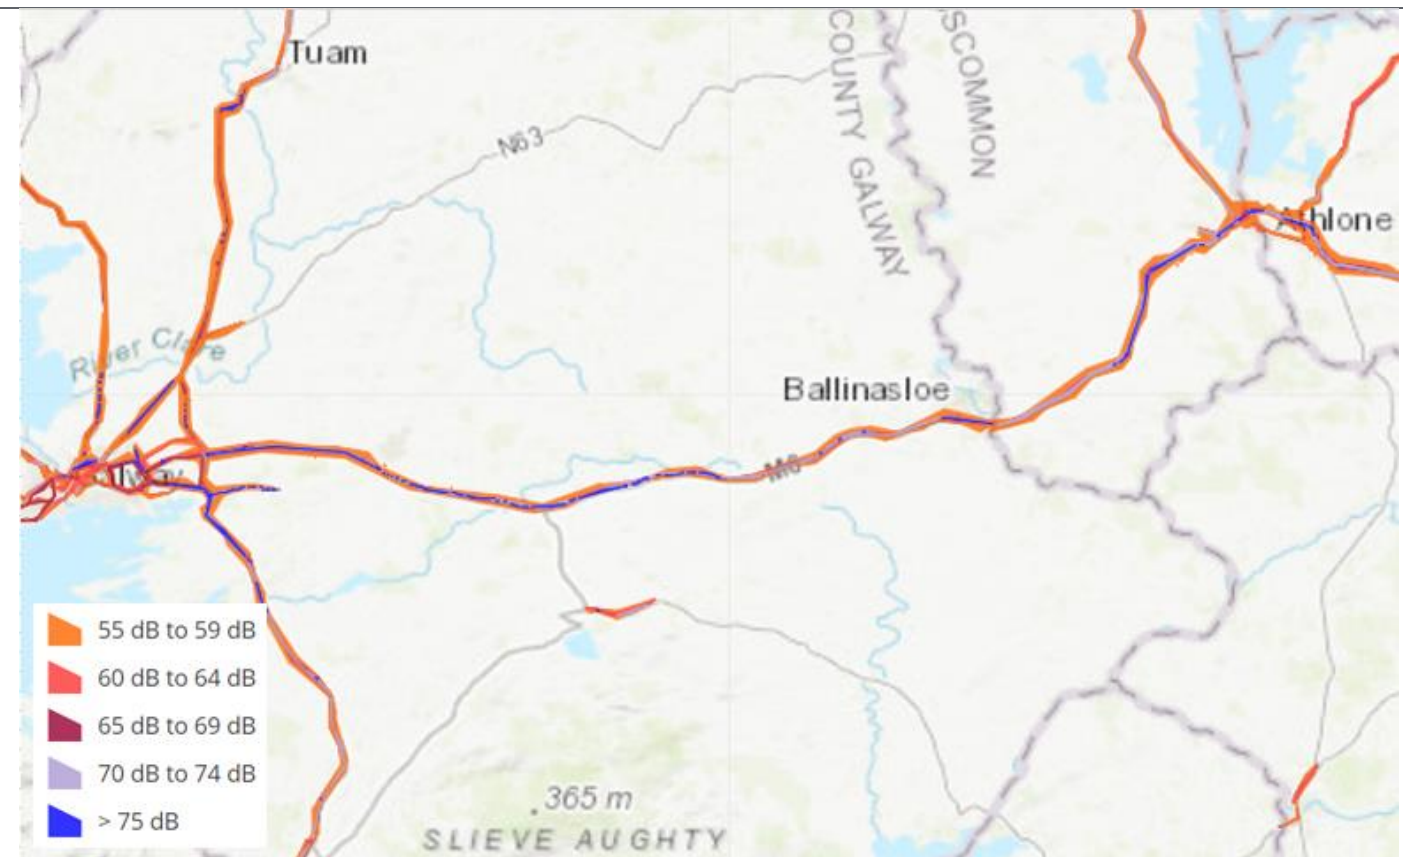 Tuam
COUNTY GALWAY
SCOMMON
N63
Athlone
River Clare
Ballinasloe
M6
55 dB to 59 dB
60 dB to 64 dB
65 dB to 69 dB
70 dB to 74 dB
> 75 dB
.365 m
SLIEVE AUGHTY